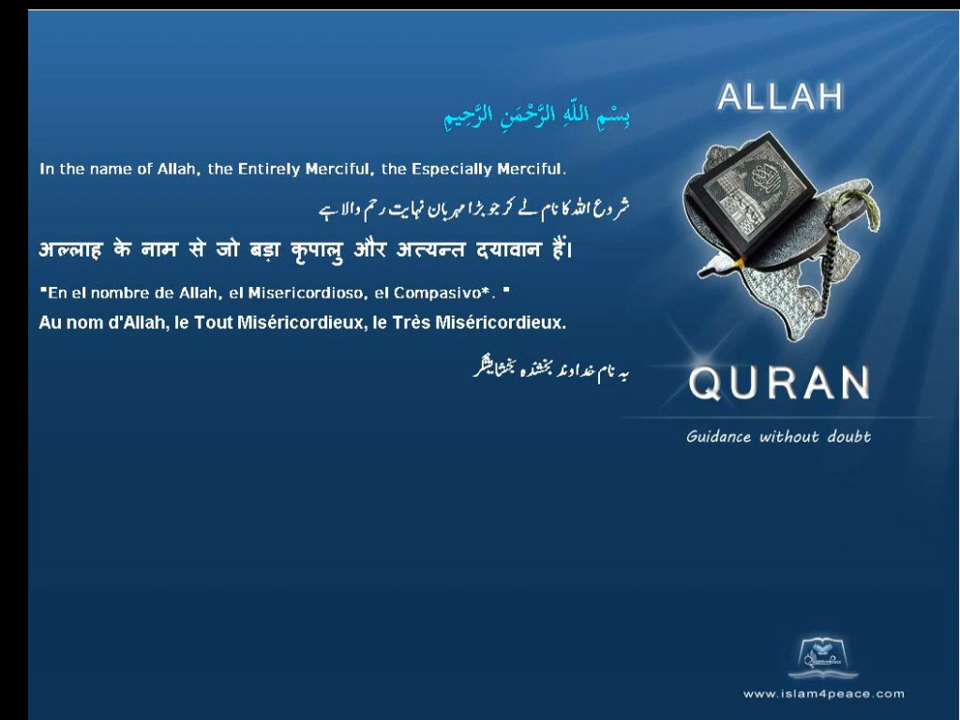 بِسْمِ اللَّهِ الرَّحْمَنِ الرَّحِيمِ
In the name of Allah, the Entirely Merciful, the Especially Merciful.
شروع اللہ کا نام لے کر جو بڑا مہربان نہایت رحم والا ہے
अल्लाह के नाम से जो बड़ा कृपालु और अत्यन्त दयावान हैं।
"En el nombre de Allah, el Misericordioso, el Compasivo*. "
Au nom d'Allah, le Tout Miséricordieux, le Très Miséricordieux.
به نام خداوند بخشنده بخشایشگر
ALLAH
QURAN
Guidance without doubt
www.islam4peace.com